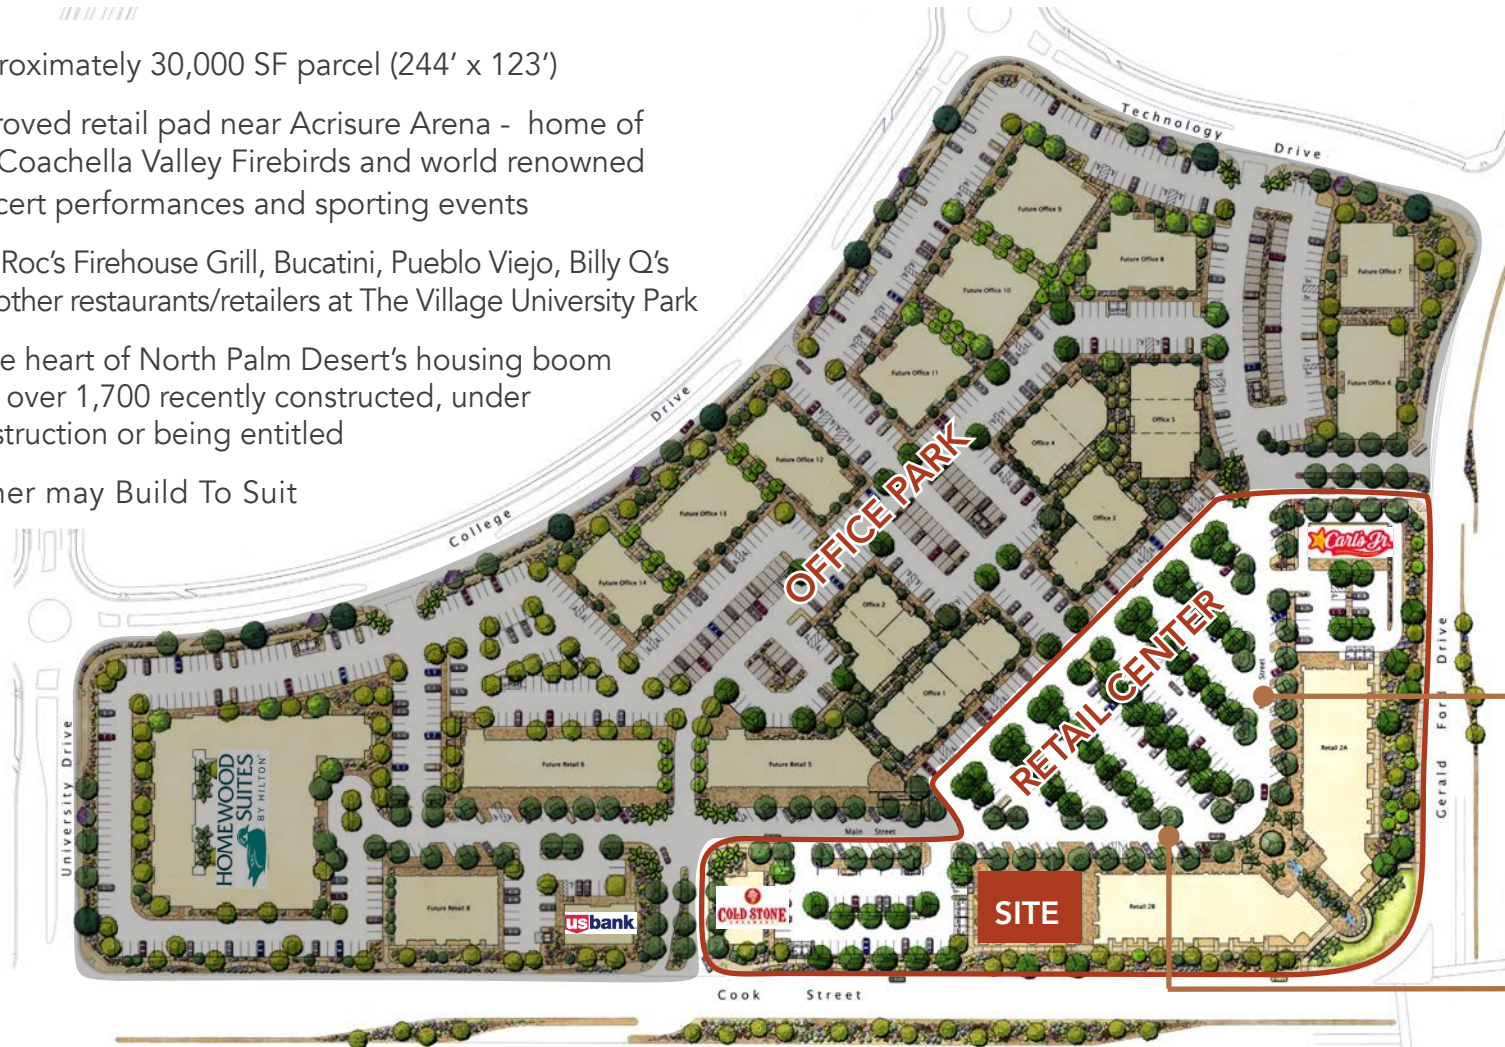 roximately 30,000 SF parcel (244’ x 123’)
roved retail pad near Acrisure Arena - home of
Coachella Valley Firebirds and world renowned
cert performances and sporting events
Roc’s Firehouse Grill, Bucatini, Pueblo Viejo, Billy Q’s
other restaurants/retailers at The Village University Park
e heart of North Palm Desert’s housing boom
over 1,700 recently constructed, under
struction or being entitled
ner may Build To Suit
Technology Drive
College Drive
University Drive
Gerald Ford Drive
Cook Street
Main Street
Street
OFFICE PARK
RETAIL CENTER
Future Office 9
Future Office 8
Future Office 7
Future Office 10
Future Office 11
Future Office 6
Office 5
Office 4
Office 3
Future Office 12
Future Office 13
Future Office 14
Office 2
Office 1
Carl's Jr.
Retail 2A
Future Retail 6
Future Retail 5
HOMEWOOD
SUITES
BY HILTON
Future Retail 8
usbank
COLD STONE
CREAMERY
SITE
Retail 2B